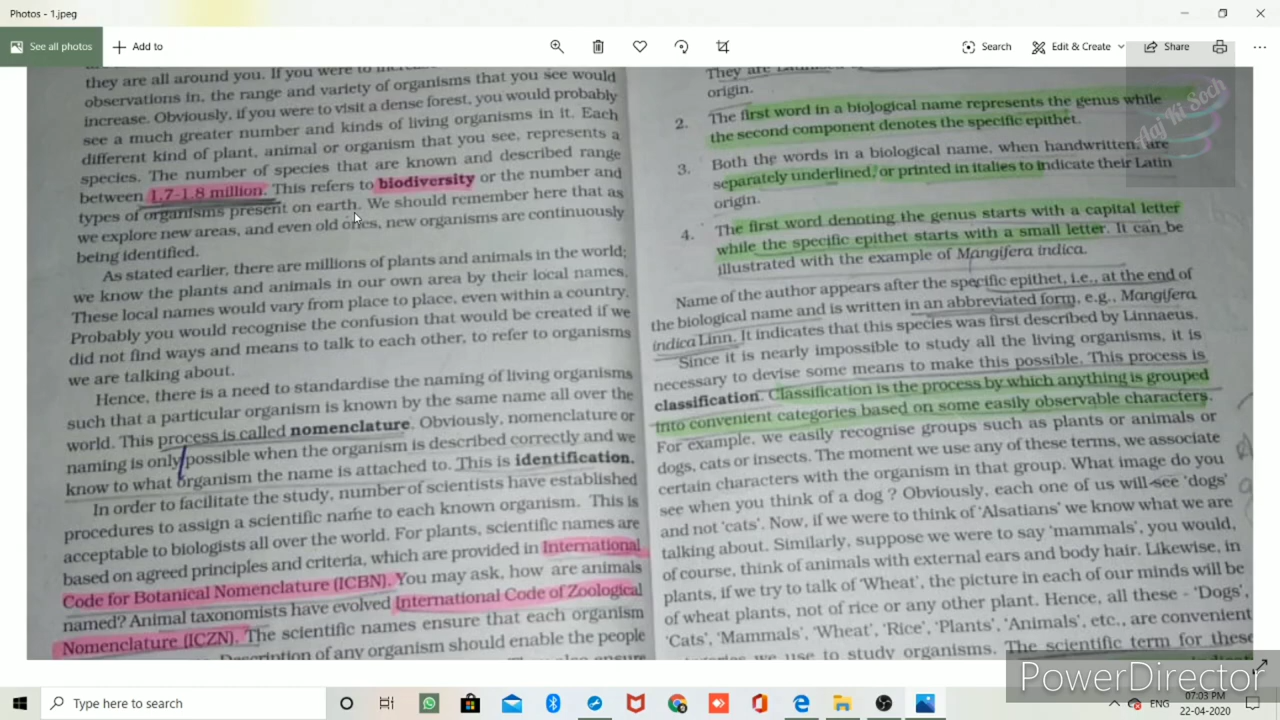 Photos - 1.jpeg
See all photos
Add to
Search
Edit & Create
Share
they are all around you. If you were to
observations in, the range and variety of organisms that you see would
increase. Obviously, if you were to visit a dense forest, you would probably
see a much greater number and kinds of living organisms in it. Each
different kind of plant, animal or organism that you see, represents a
species. The number of species that are known and described range
between 1.7-1.8 million. This refers to biodiversity or the number and
types of organisms present on earth. We should remember here that as
we explore new areas, and even old ones, new organisms are continuously
being identified.
As stated earlier, there are millions of plants and animals in the world;
we know the plants and animals in our own area by their local names.
These local names would vary from place to place, even within a country.
Probably you would recognise the confusion that would be created if we
did not find ways and means to talk to each other, to refer to organisms
we are talking about.
Hence, there is a need to standardise the naming of living organisms
such that a particular organism is known by the same name all over the
world. This process is called nomenclature. Obviously, nomenclature or
naming is only possible when the organism is described correctly and we
know to what organism the name is attached to. This is identification.
In order to facilitate the study, number of scientists have established
procedures to assign a scientific name to each known organism. This is
acceptable to biologists all over the world. For plants, scientific names are
based on agreed principles and criteria, which are provided in International
Code for Botanical Nomenclature (ICBN). You may ask, how are animals
named? Animal taxonomists have evolved International Code of Zoological
Nomenclature (ICZN). The scientific names ensure that each organism
Description of any organism should enable the people
They are
origin.
2. The first word in a biological name represents the genus while
the second component denotes the specific epithet.
3. Both the words in a biological name, when handwritten, are
separately underlined, or printed in italics to indicate their Latin
origin.
4. The first word denoting the genus starts with a capital letter
while the specific epithet starts with a small letter. It can be
illustrated with the example of Mangifera indica.
Name of the author appears after the specific epithet, i.e., at the end of
the biological name and is written in an abbreviated form, e.g., Mangifera
indica Linn. It indicates that this species was first described by Linnaeus.
Since it is nearly impossible to study all the living organisms, it is
necessary to devise some means to make this possible. This process is
classification. Classification is the process by which anything is grouped
into convenient categories based on some easily observable characters.
For example, we easily recognise groups such as plants or animals or
dogs, cats or insects. The moment we use any of these terms, we associate
certain characters with the organism in that group. What image do you
see when you think of a dog ? Obviously, each one of us will see 'dogs'
and not 'cats'. Now, if we were to think of 'Alsatians' we know what we are
talking about. Similarly, suppose we were to say 'mammals', you would,
of course, think of animals with external ears and body hair. Likewise, in
plants, if we try to talk of 'Wheat', the picture in each of our minds will be
of wheat plants, not of rice or any other plant. Hence, all these - 'Dogs',
'Cats', 'Mammals', 'Wheat', 'Rice', 'Plants', 'Animals', etc., are convenient
we use to study organisms. The scientific term for these
Aaj Ki Soch
PowerDirector
Type here to search
ENG
07:03 PM
22-04-2020